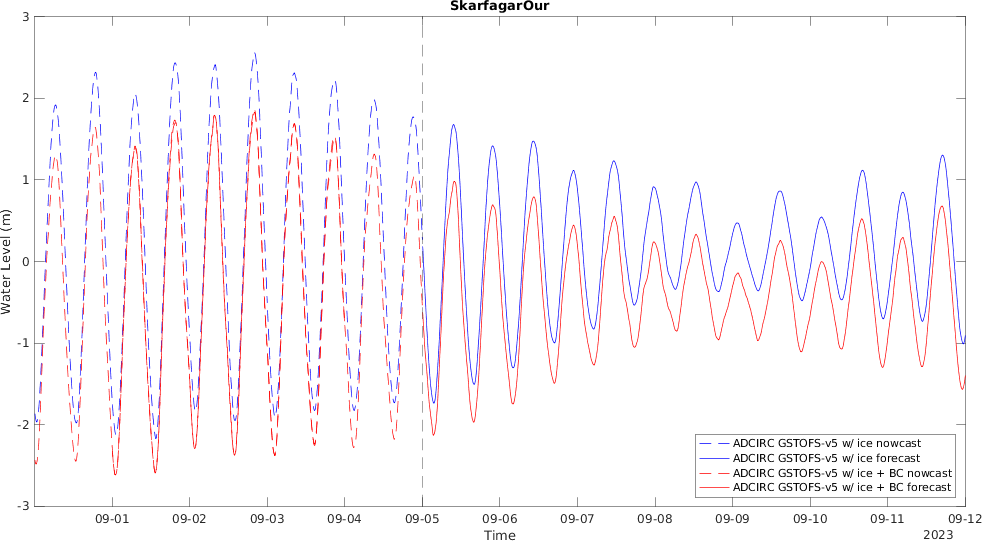 SkarfagarOur
3
2
1
0
-1
-2
-3
Water Level (m)
ADCIRC GSTOFS-v5 w/ ice nowcast
ADCIRC GSTOFS-v5 w/ ice forecast
ADCIRC GSTOFS-v5 w/ ice + BC nowcast
ADCIRC GSTOFS-v5 w/ ice + BC forecast
09-01 09-02 09-03 09-04 09-05 09-06 09-07 09-08 09-09 09-10 09-11 09-12
Time
2023